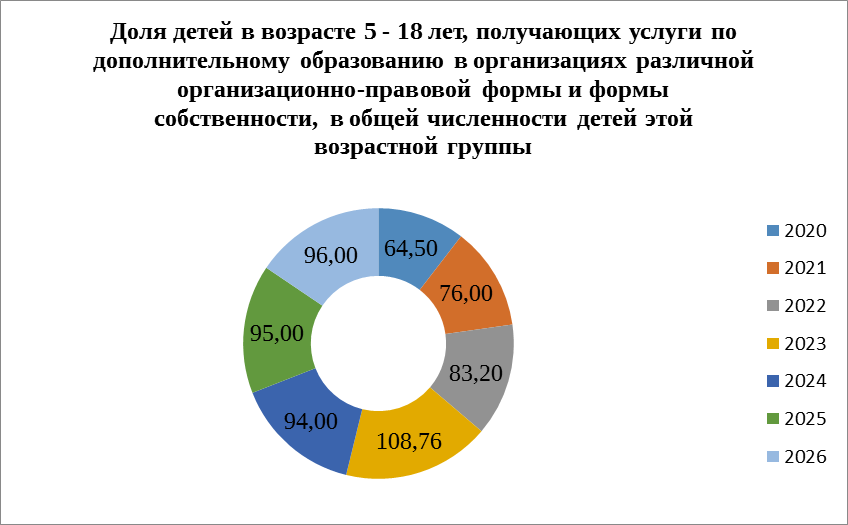 Доля детей в возрасте 5 - 18 лет, получающих услуги по
дополнительному образованию в организациях различной
организационно-правовой формы и формы
собственности, в общей численности детей этой
возрастной группы
64,50
76,00
83,20
108,76
94,00
95,00
96,00
2020
2021
2022
2023
2024
2025
2026